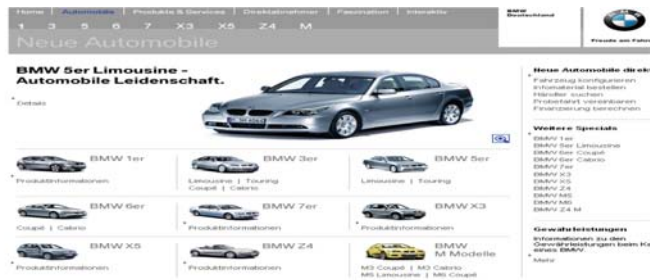 Home | Automobile | Produkte & Services | Direktabnehmer | Faszination | Interaktiv
1 3 5 6 7 X3 X5 Z4 M
Neue Automobile
BMW
Deutschland
Freude am Fahren
BMW 5er Limousine –
Automobile Leidenschaft.
Details
BMW 1er
Produktinformationen
BMW 3er
Limousine | Touring
Coupé | Cabrio
BMW 5er
Limousine | Touring
BMW 6er
Coupé | Cabrio
BMW 7er
Produktinformationen
BMW X3
Produktinformationen
BMW X5
Produktinformationen
BMW Z4
Produktinformationen
BMW
M Modelle
M3 Coupé | M3 Cabrio
M5 Limousine | M6 Coupé
Neue Automobile direkt
Fahrzeug konfigurieren
Infomaterial bestellen
Händler suchen
Probefahrt vereinbaren
Finanzierung berechnen
Weitere Specials
BMW 1er
BMW 5er Limousine
BMW 6er Coupé
BMW 6er Cabrio
BMW 7er
BMW X3
BMW X5
BMW Z4
BMW M5
BMW M6
BMW Z4 M
Gewährleistungen
Informationen zu den
Gewährleistungen beim Ka
eines BMW.
Mehr